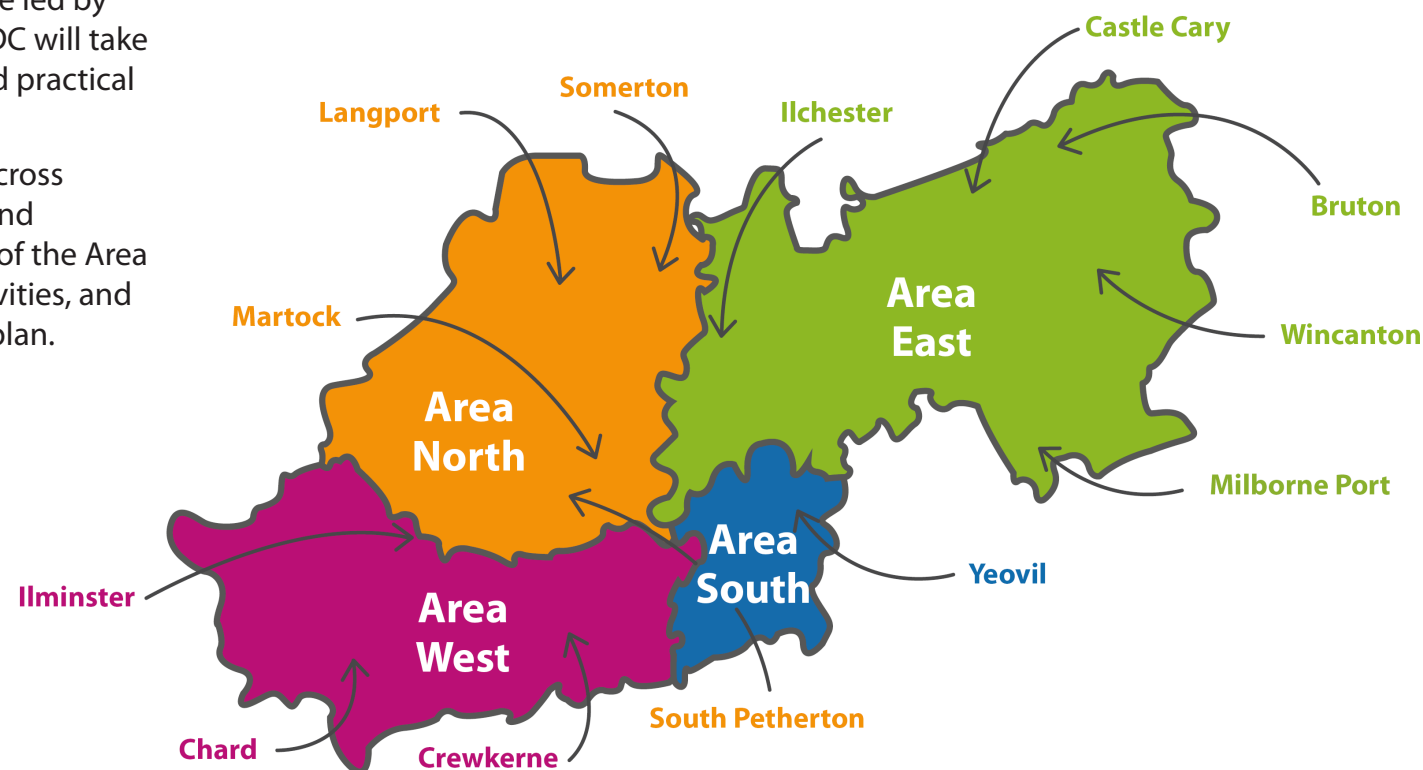 e led by
DC will take
d practical
cross
nd
of the Area
vities, and
plan.
Castle Cary
Somerton
Langport
Ilchester
Bruton
Area
East
Martock
Wincanton
Area
North
Milborne Port
Area
South
Yeovil
Ilminster
Area
West
South Petherton
Chard
Crewkerne